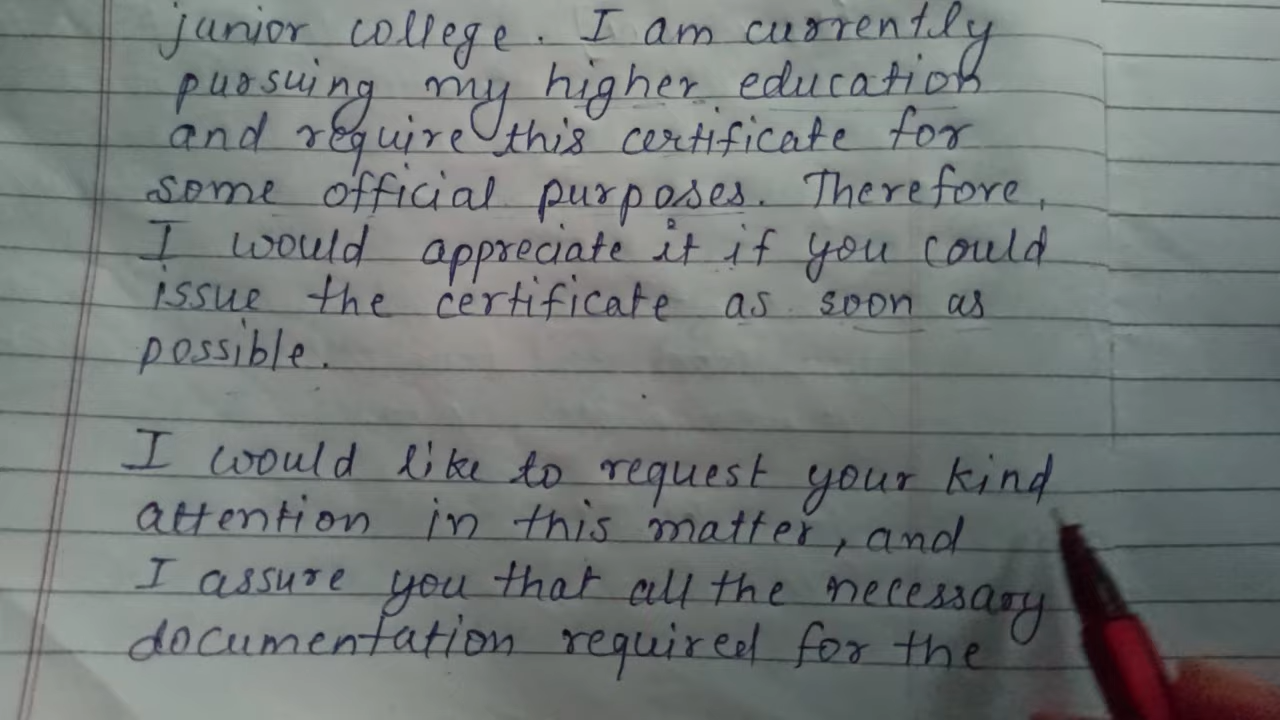 junior college. I am currently
pursuing my higher education
and require this certificate for
some official purposes. Therefore,
I would appreciate it if you could
issue the certificate as soon as
possible.
I would like to request your kind
attention in this matter, and
I assure you that all the necessary
documentation required for the